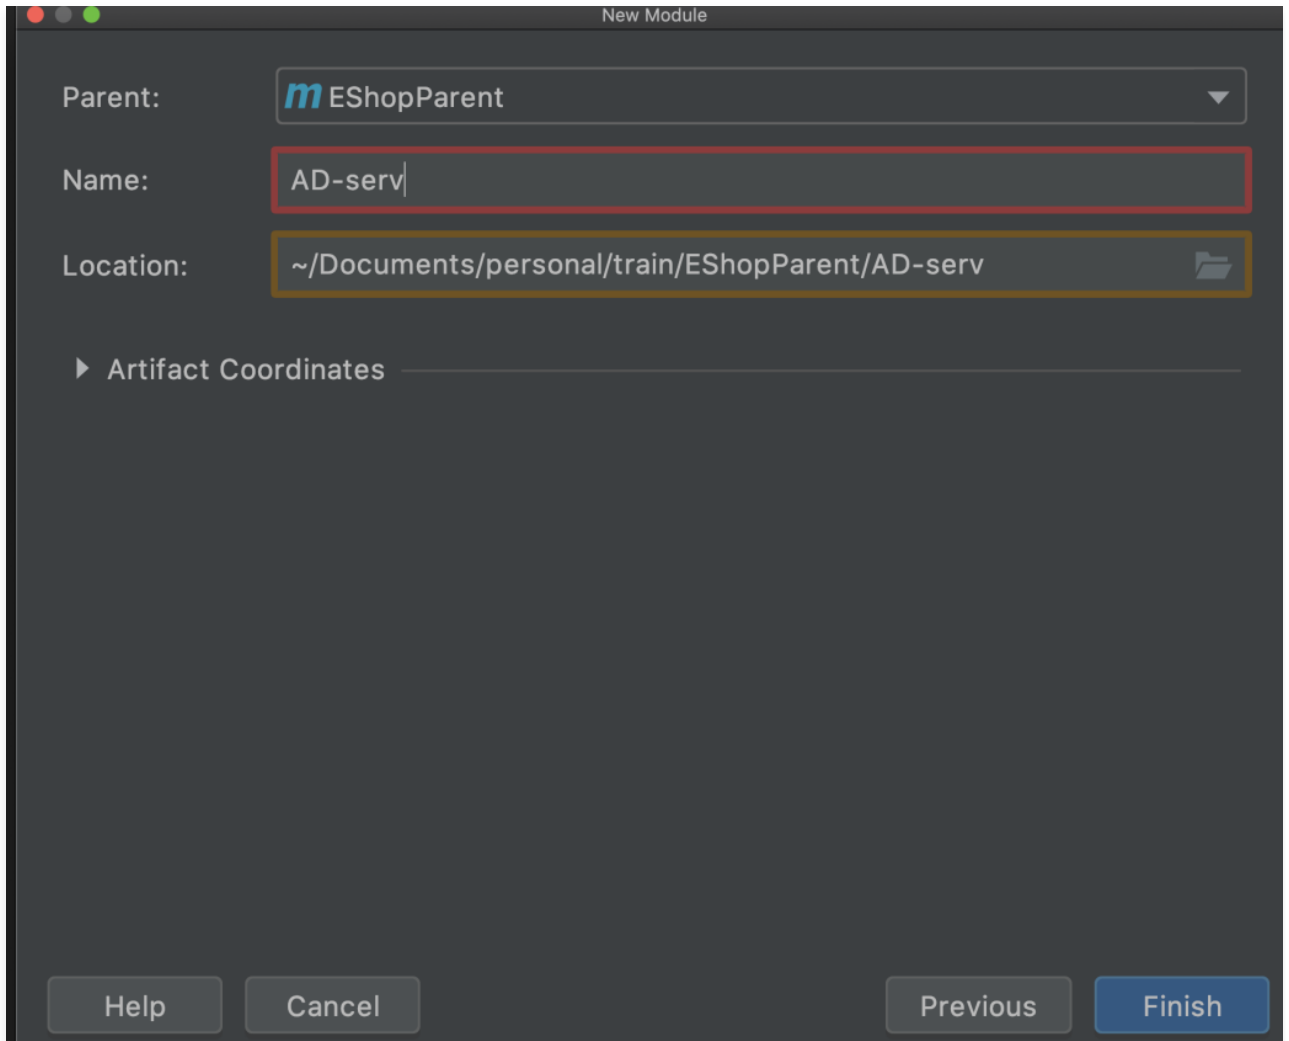 New Module
Parent: m EShopParent
Name: AD-serv
Location: ~/Documents/personal/train/EShopParent/AD-serv
Artifact Coordinates
Help Cancel Previous Finish